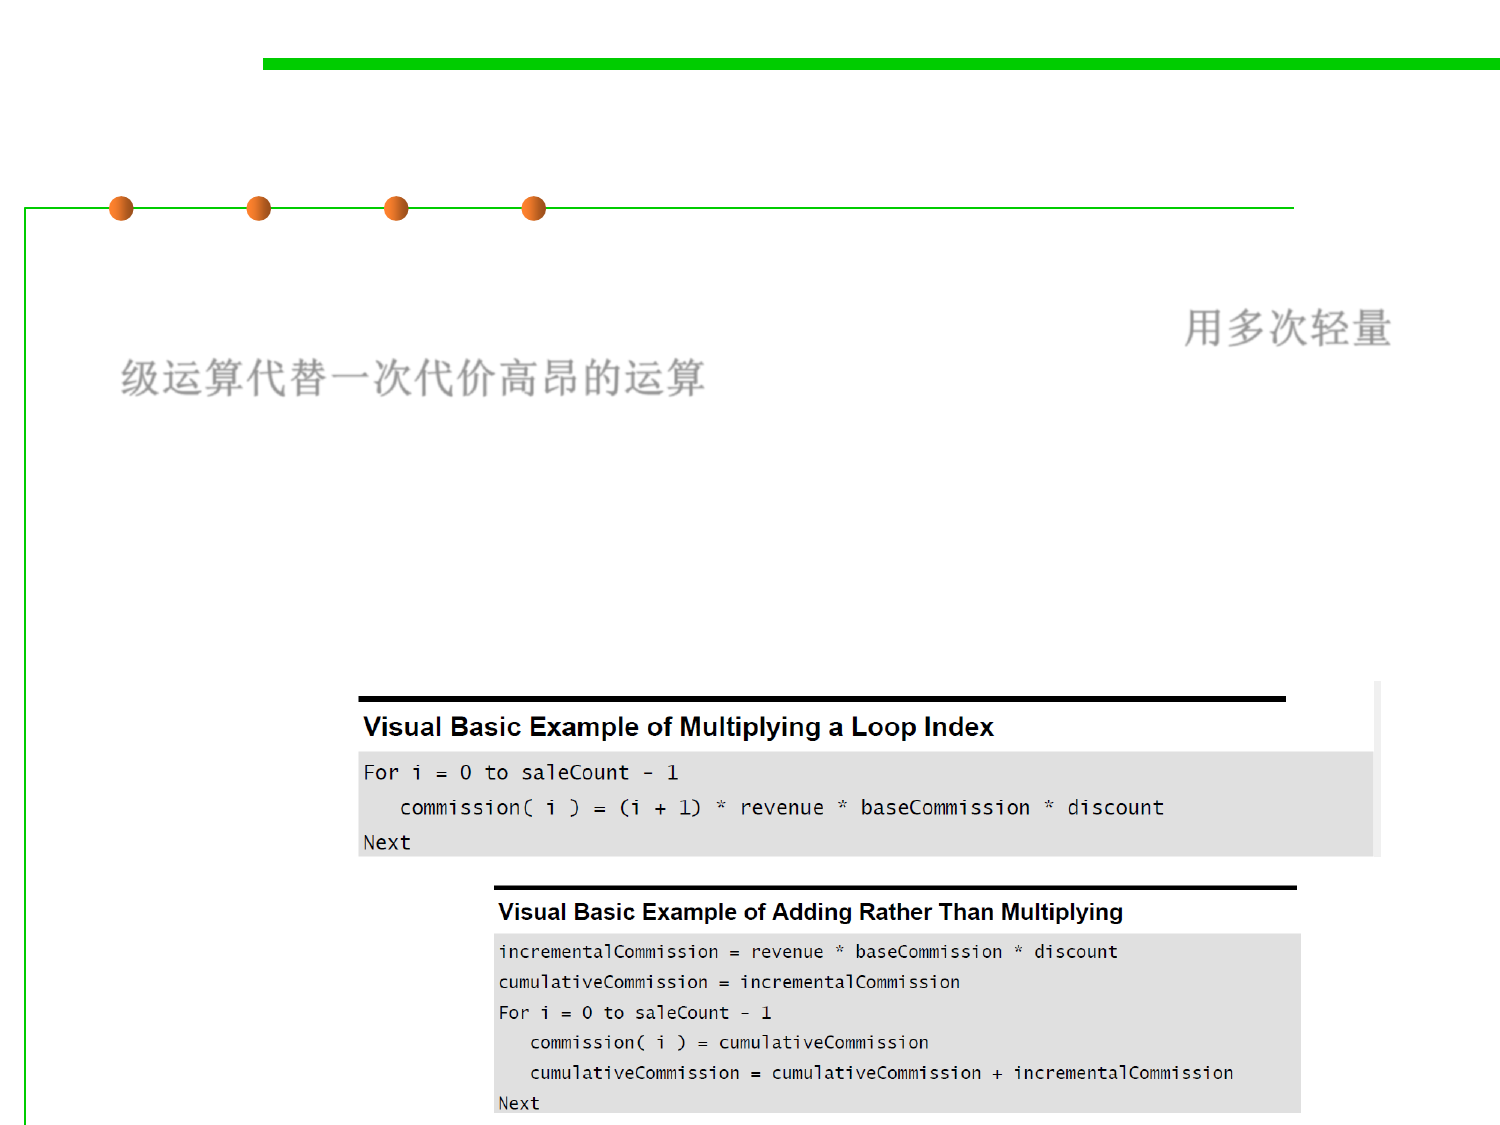 用多次轻量
级运算代替一次代价高昂的运算
Visual Basic Example of Multiplying a Loop Index
For i = 0 to saleCount - 1
commission( i ) = (i + 1) * revenue * baseCommission * discount
Next
Visual Basic Example of Adding Rather Than Multiplying
incrementalCommission = revenue * baseCommission * discount
cumulativeCommission = incrementalCommission
For i = 0 to saleCount - 1
commission( i ) = cumulativeCommission
cumulativeCommission = cumulativeCommission + incrementalCommission
Next